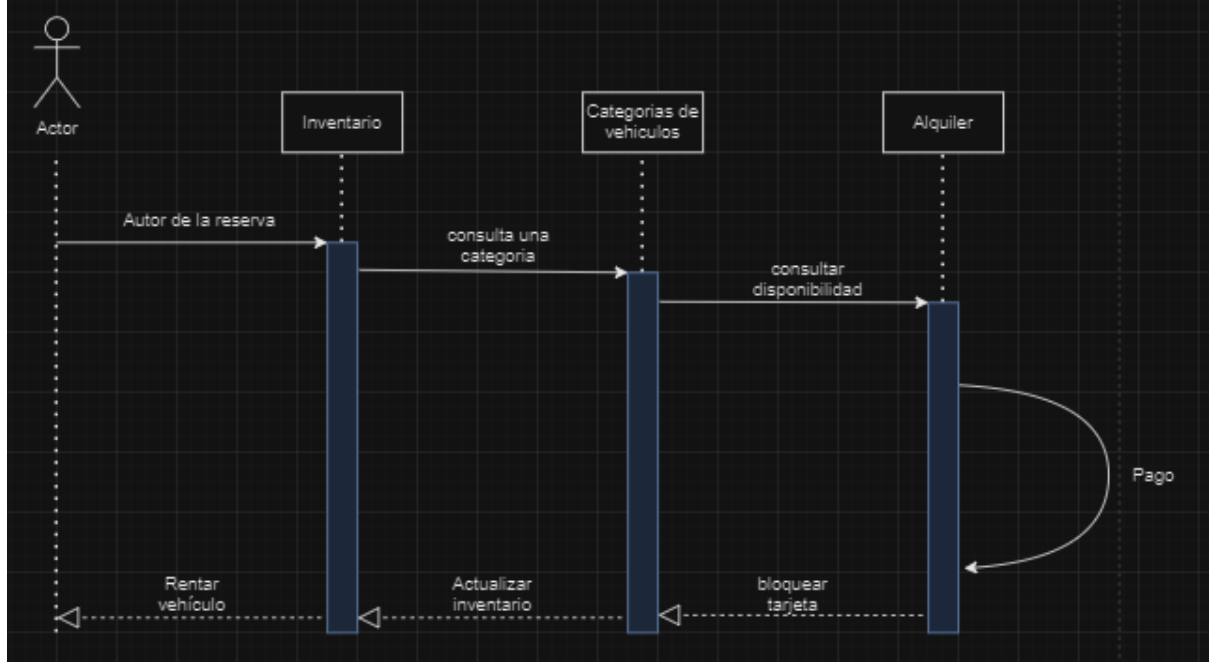 Actor
Inventario
Categorias de
vehiculos
Alquiler
Autor de la reserva
consulta una
categoria
consultar
disponibilidad
Pago
Rentar
vehículo
Actualizar
inventario
bloquear
tarjeta